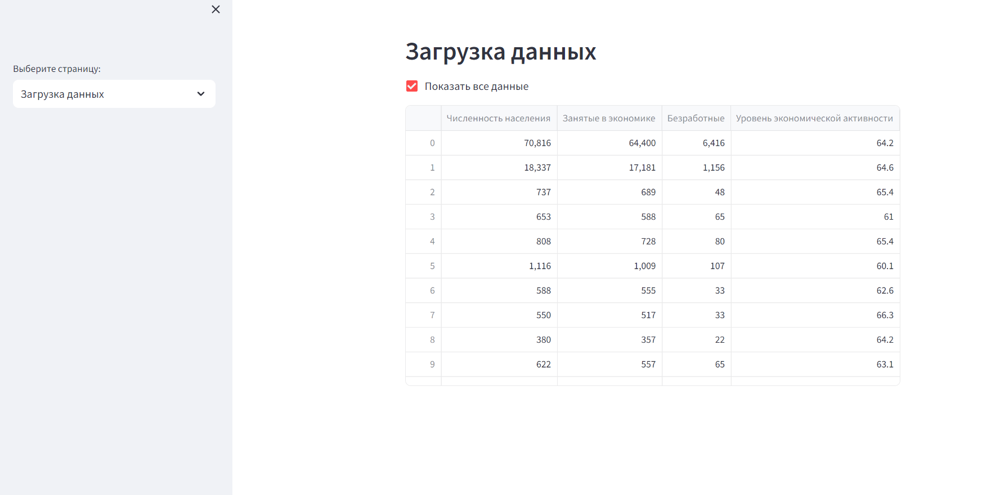 Выберите страницу:
Загрузка данных
Загрузка данных
Показать все данные
Численность населения Занятые в экономике Безработные Уровень экономической активности
0 70,816 64,400 6,416 64.2
1 18,337 17,181 1,156 64.6
2 737 689 48 65.4
3 653 588 65 61
4 808 728 80 65.4
5 1,116 1,009 107 60.1
6 588 555 33 62.6
7 550 517 33 66.3
8 380 357 22 64.2
9 622 557 65 63.1